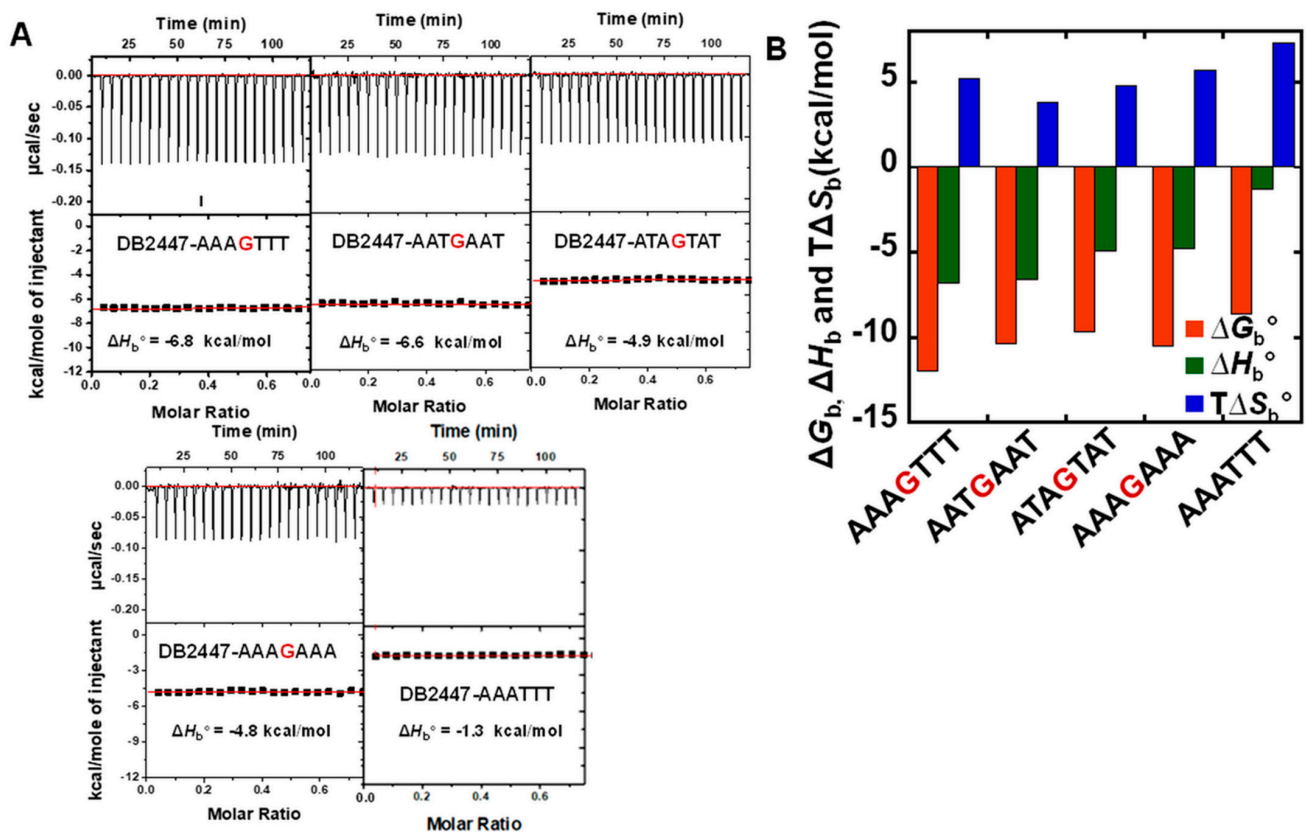 A
Time (min)
25 50 75 100
Time (min)
25 50 75 100
Time (min)
25 50 75 100
µcal/sec
0.00
-0.05
-0.10
-0.15
-0.20
I
kcal/mole of injectant
0
-2
-4
-6
-8
-10
-12
DB2447-AAAGTTT
ΔHb° = -6.8 kcal/mol
DB2447-AATGAAT
ΔHb° = -6.6 kcal/mol
DB2447-ATAGTAT
ΔHb° = -4.9 kcal/mol
0.0 0.2 0.4 0.6
Molar Ratio
0.0 0.2 0.4 0.6
Molar Ratio
0.0 0.2 0.4 0.6
Molar Ratio
Time (min)
25 50 75 100
Time (min)
25 50 75 100
µcal/sec
0.00
-0.05
-0.10
-0.15
-0.20
kcal/mole of injectant
0
-3
-6
-9
-12
DB2447-AAAGAAA
ΔHb° = -4.8 kcal/mol
DB2447-AAATTT
ΔHb° = -1.3 kcal/mol
0.0 0.2 0.4 0.6
Molar Ratio
0.0 0.2 0.4 0.6
Molar Ratio
B
ΔGb, ΔHb and TΔSb(kcal/mol)
5
0
-5
-10
-15
ΔGb°
ΔHb°
TΔSb°
AAAGTTT
AATGAAT
ATAGTAT
AAAGAAA
AAATTT